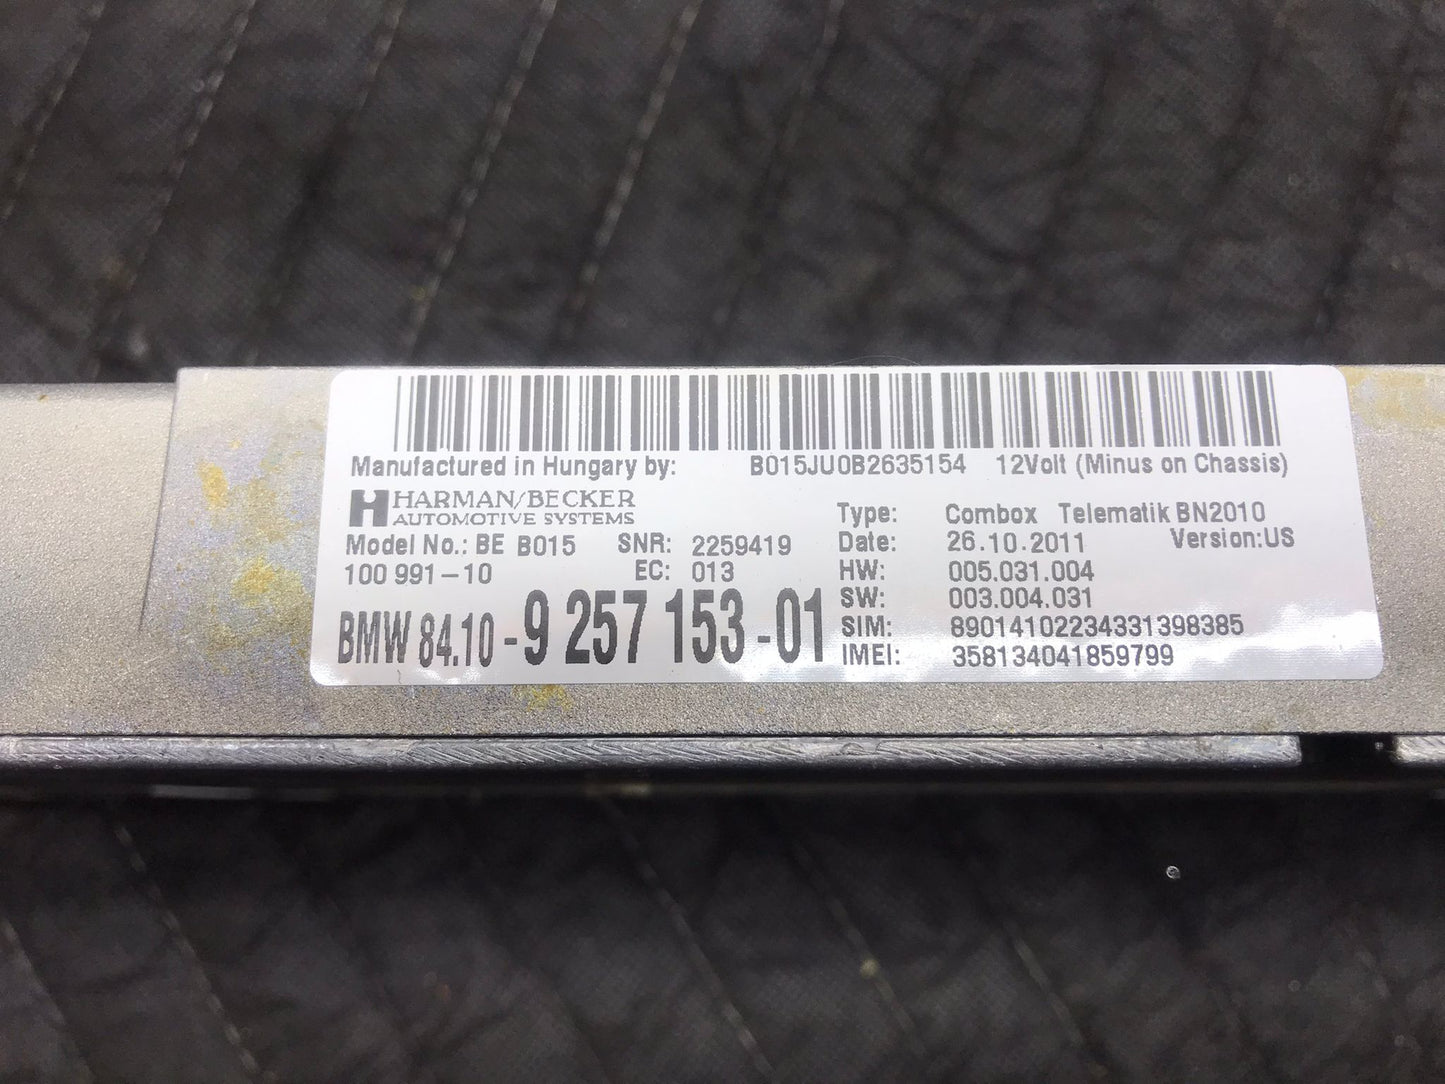 Manufactured in Hungary by: B015JU0B2635154 12Volt (Minus on Chassis)
H HARMAN/BECKER
AUTOMOTIVE SYSTEMS
Model No.: BE B015 SNR: 2259419
100 991-10 EC: 013
BMW 84.10 - 9 257 153 - 01
Type: Combox Telematik BN2010
Date: 26.10.2011 Version:US
HW: 005.031.004
SW: 003.004.031
SIM: 89014102234331398385
IMEI: 358134041859799